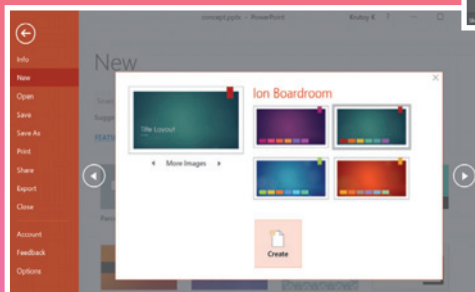 concept.pptx - PowerPoint
Krutoy K
?
Info
New
New
Open
Save
Save As
Print
Share
Export
Close
Account
Feedback
Options
Ion Boardroom
Title Layout
More Images
Create